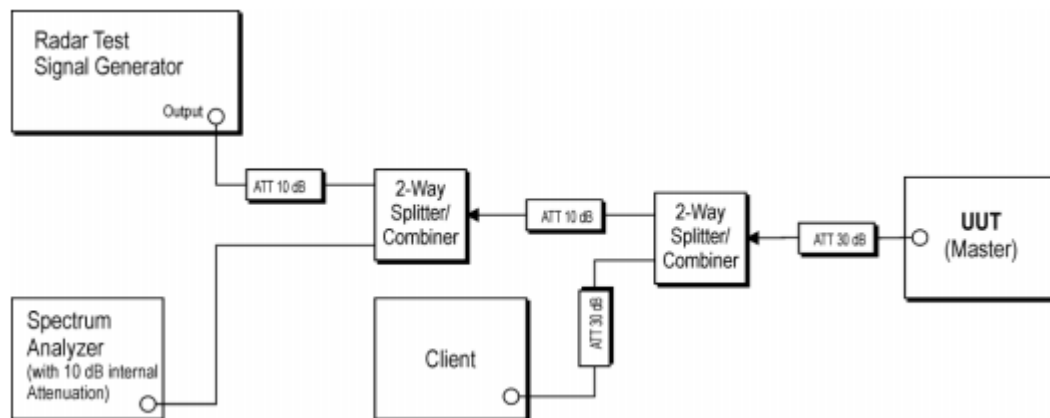 Radar Test
Signal Generator
Output
ATT 10 dB
2-Way
Splitter/
Combiner
ATT 10 dB
2-Way
Splitter/
Combiner
ATT 30 dB
UUT
(Master)
Spectrum
Analyzer
(with 10 dB internal
Attenuation)
Client
ATT 30 dB